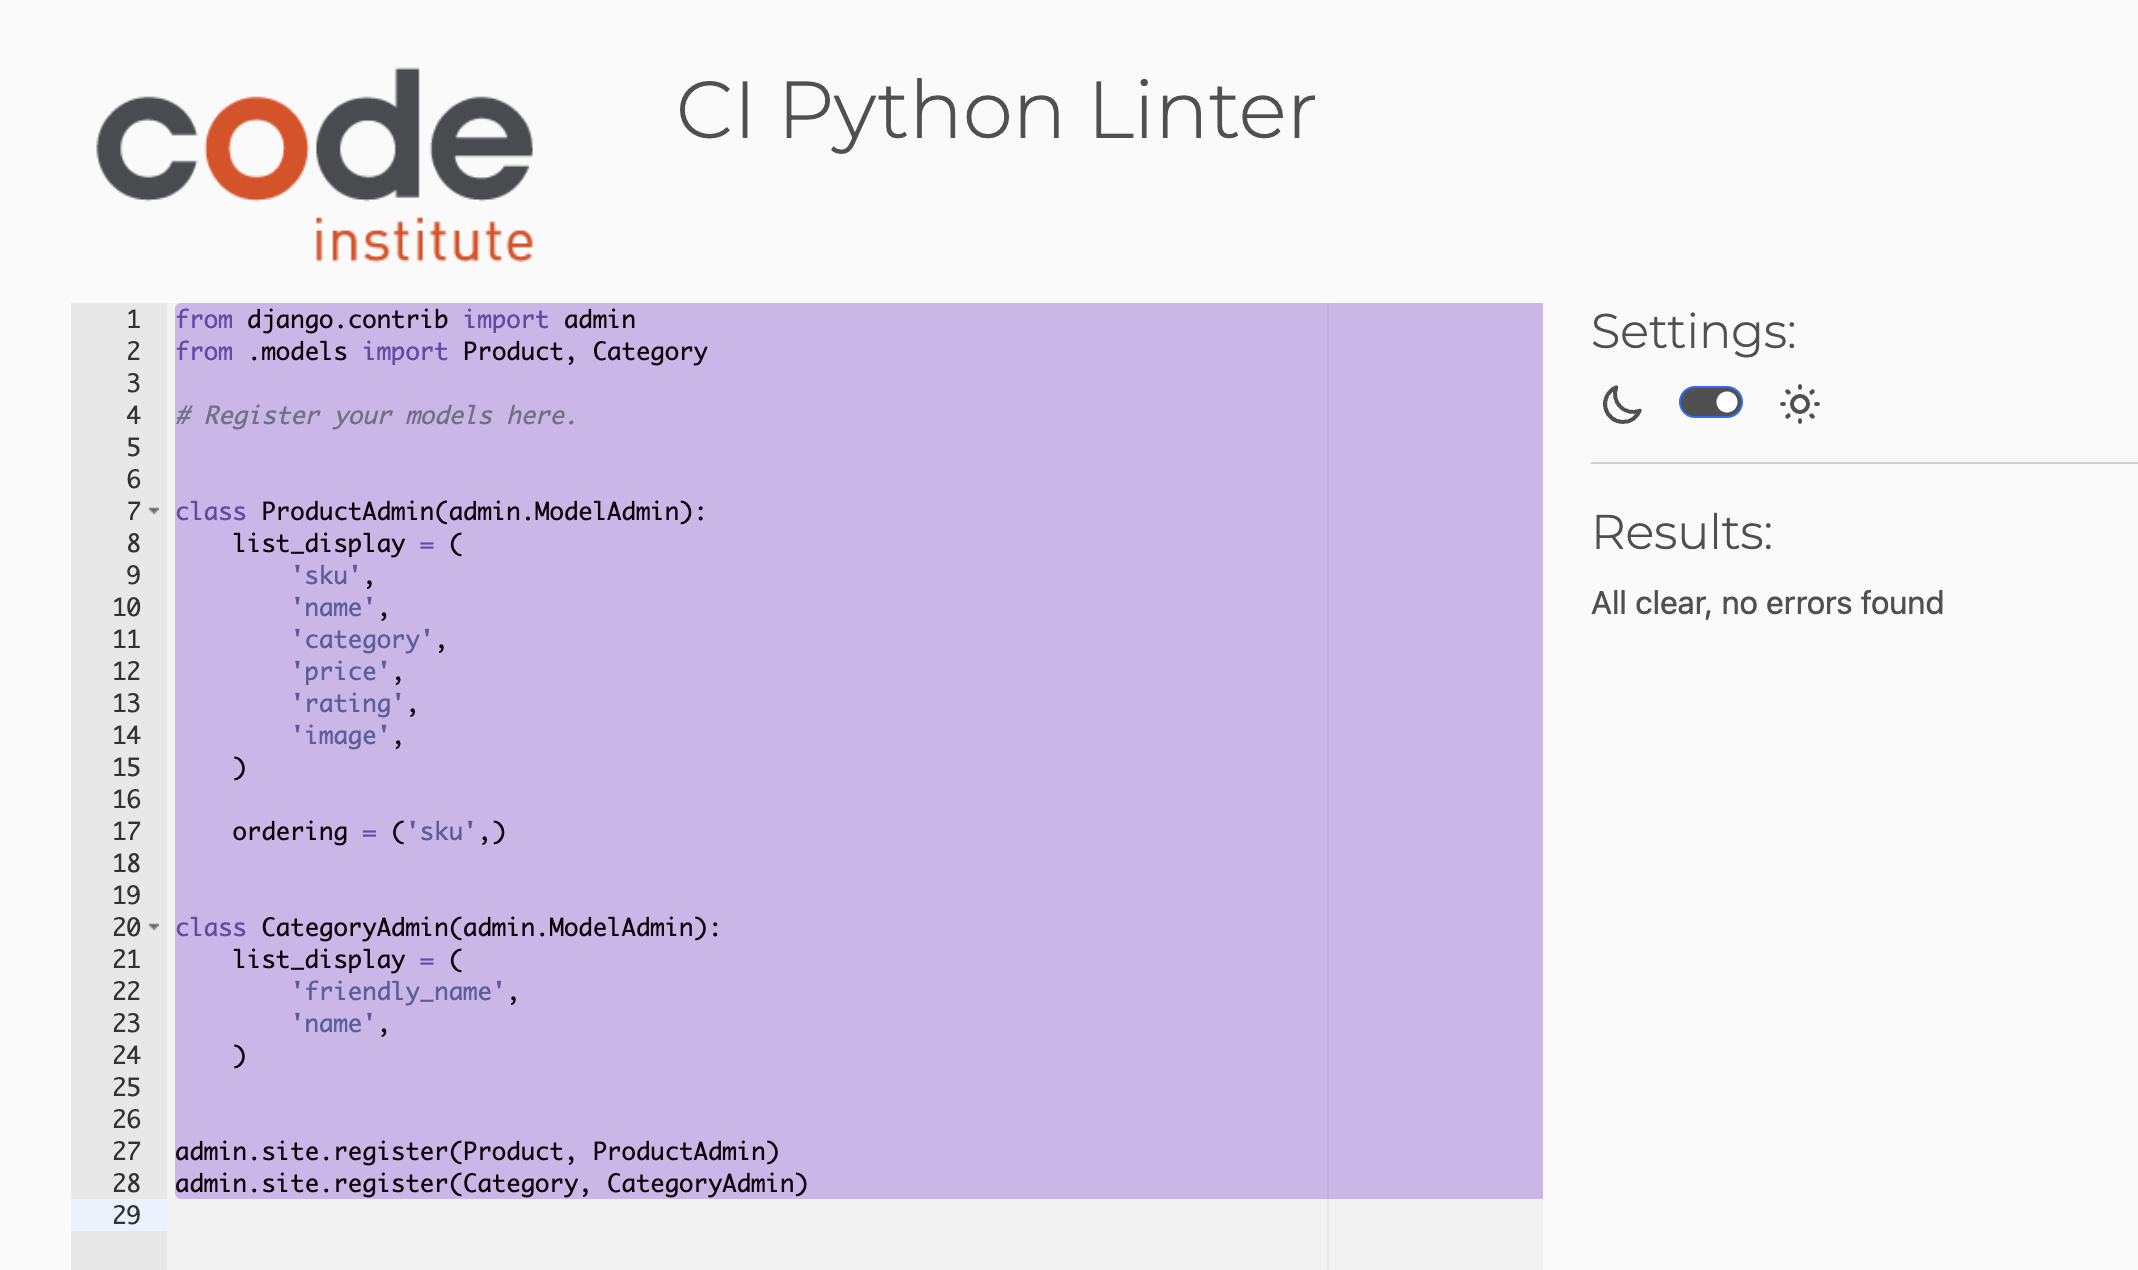 code
institute
CI Python Linter
1 from django.contrib import admin
2 from .models import Product, Category
3
4 # Register your models here.
5
6
7 class ProductAdmin(admin.ModelAdmin):
8     list_display = (
9         'sku',
10         'name',
11         'category',
12         'price',
13         'rating',
14         'image',
15     )
16
17     ordering = ('sku',)
18
19
20 class CategoryAdmin(admin.ModelAdmin):
21     list_display = (
22         'friendly_name',
23         'name',
24     )
25
26
27 admin.site.register(Product, ProductAdmin)
28 admin.site.register(Category, CategoryAdmin)
29
Settings:
Results:
All clear, no errors found